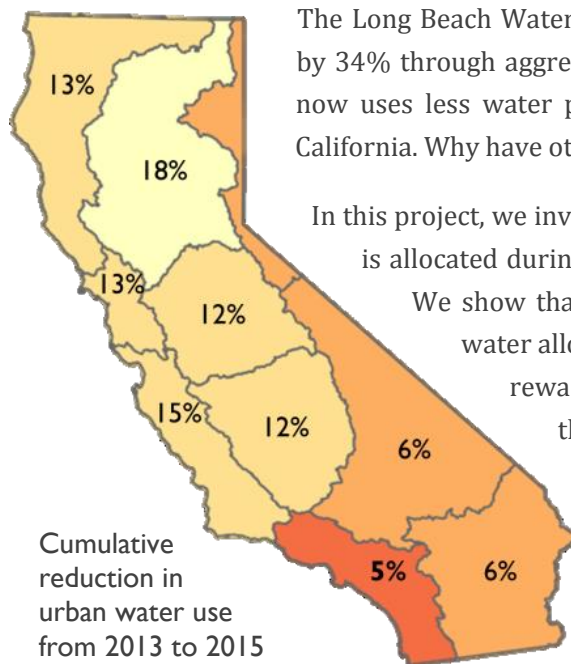 The Long Beach Water
by 34% through aggre
now uses less water p
California. Why have ot
In this project, we inv
is allocated durin
We show tha
water allo
rewa
th
13%
18%
13%
12%
15%
12%
6%
5%
6%
Cumulative
reduction in
urban water use
from 2013 to 2015